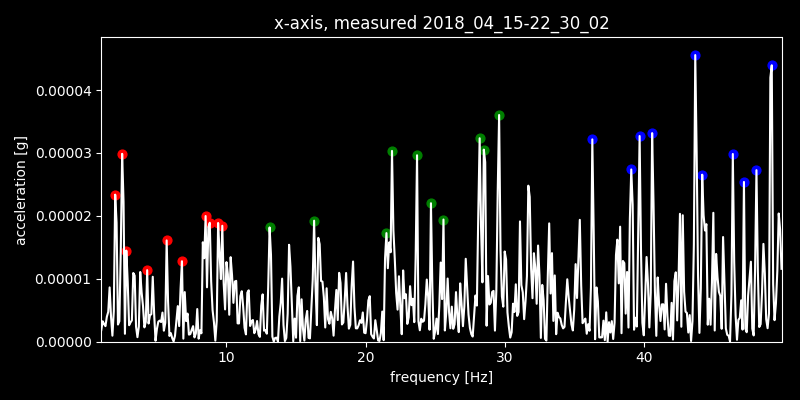 x-axis, measured 2018_04_15-22_30_02
0.00004
0.00003
0.00002
0.00001
0.00000
acceleration [g]
10 20 30 40
frequency [Hz]